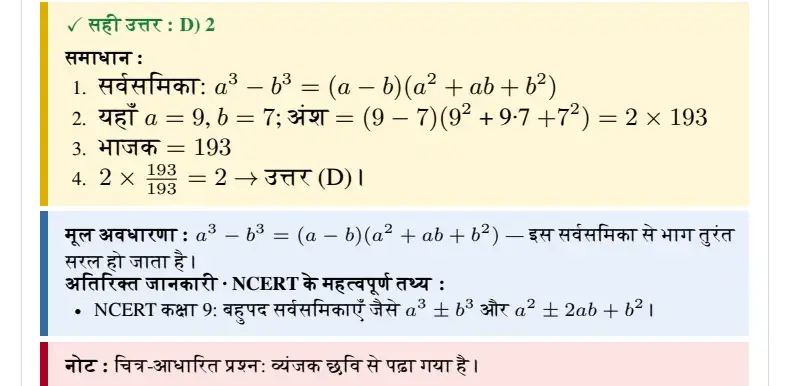 ✓ सही उत्तर : D) 2
समाधान :
1. सर्वसमिका: a³ − b³ = (a − b)(a² + ab + b²)
2. यहाँ a = 9, b = 7; अंश = (9 − 7)(9² + 9·7 +7²) = 2 × 193
3. भाजक = 193
4. 2 × 193/193 = 2 → उत्तर (D)।
मूल अवधारणा : a³ − b³ = (a − b)(a² + ab + b²) — इस सर्वसमिका से भाग तुरंत
सरल हो जाता है।
अतिरिक्त जानकारी · NCERT के महत्वपूर्ण तथ्य :
• NCERT कक्षा 9: बहुपद सर्वसमिकाएँ जैसे a³ ± b³ और a² ± 2ab + b²।
नोट : चित्र-आधारित प्रश्न: व्यंजक छवि से पढ़ा गया है।